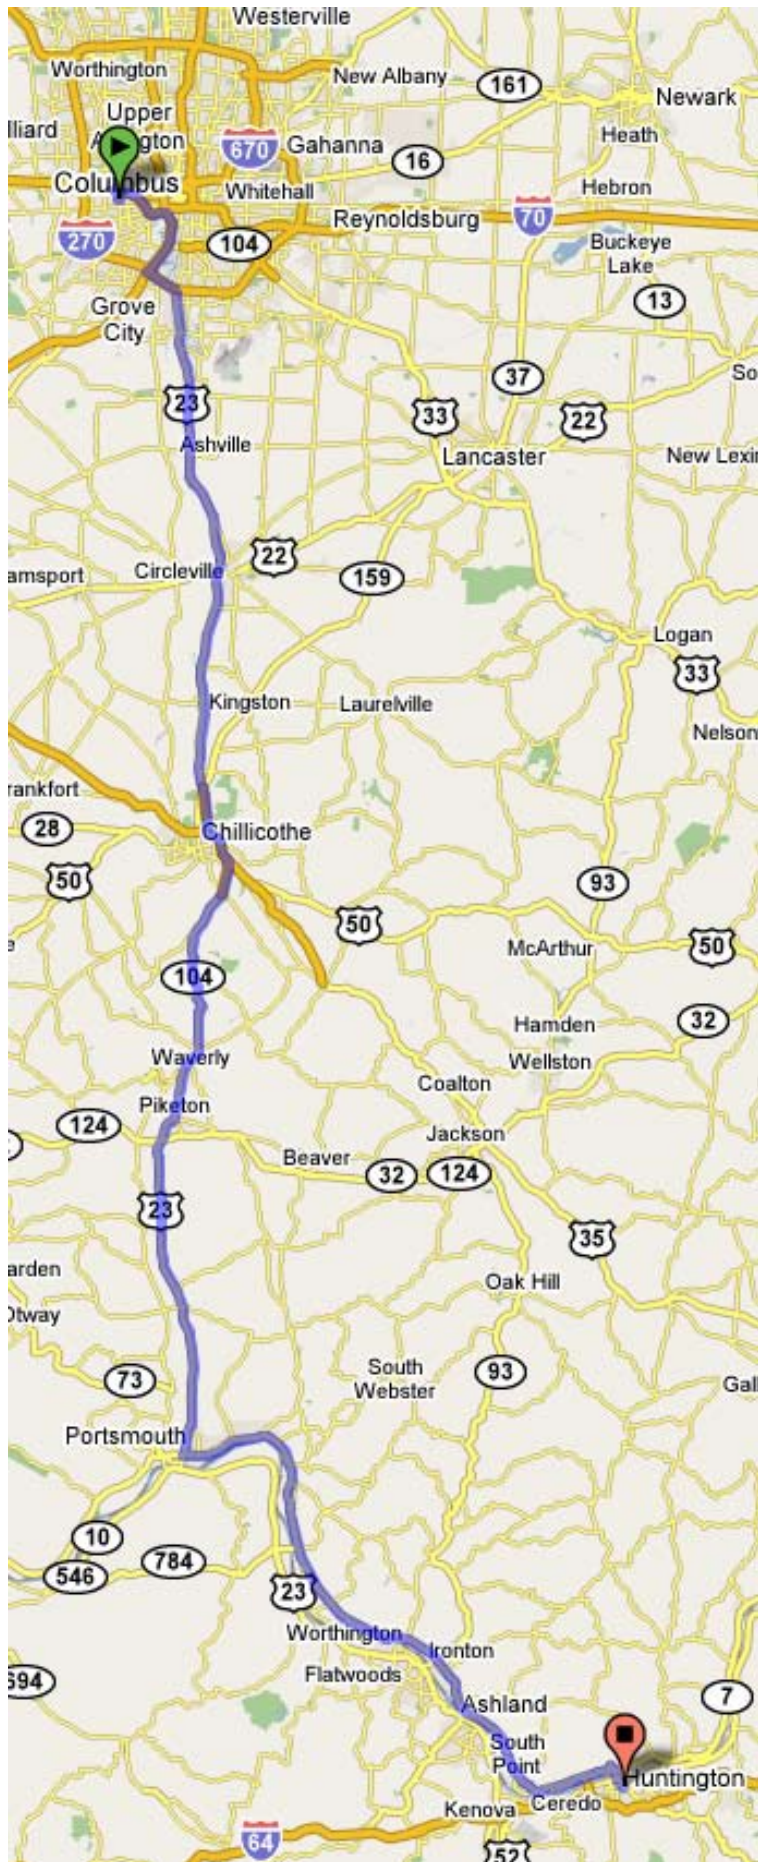 Westerville
Worthington
New Albany
161
Newark
Upper
Arlington
lliard
670
Gahanna
16
Heath
Columbus
Whitehall
Hebron
270
104
Reynoldsburg
70
Buckeye
Lake
Grove
City
13
37
So
23
33
22
Ashville
Lancaster
New Lexin
22
amsport
Circleville
159
Logan
33
Kingston
Laurelville
Nelson
rankfort
28
Chillicothe
50
93
50
McArthur
50
e
104
Hamden
32
Waverly
Wellston
Coalton
Piketon
124
Jackson
Beaver
32
124
23
35
arden
Oak Hill
Otway
73
South
Webster
93
Gall
Portsmouth
10
784
546
23
Worthington
Ironton
Flatwoods
694
Ashland
7
South
Point
Huntington
Kenova
Ceredo
64
52